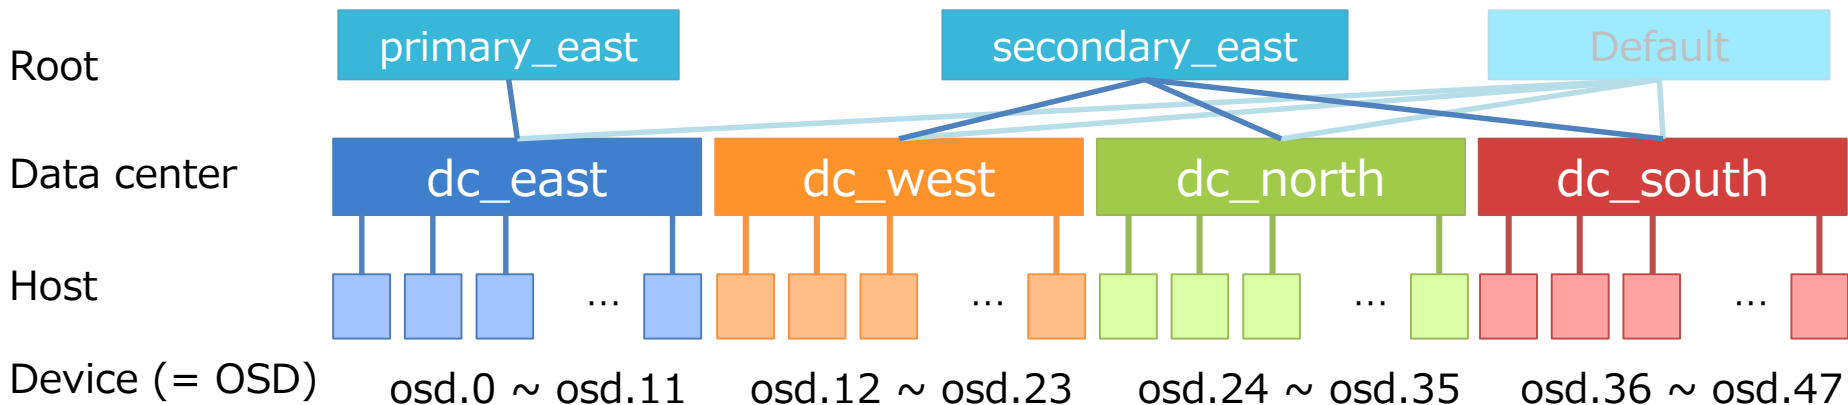 Root
primary_east
secondary_east
Default
Data center
dc_east
dc_west
dc_north
dc_south
Host
...
...
...
...
Device (= OSD)
osd.0 ~ osd.11
osd.12 ~ osd.23
osd.24 ~ osd.35
osd.36 ~ osd.47